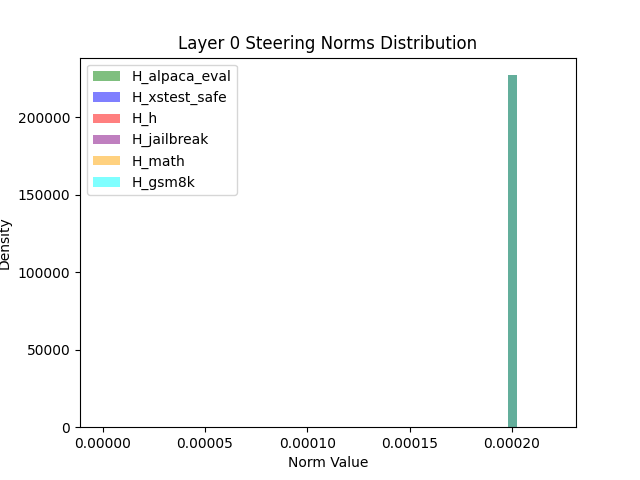 Layer 0 Steering Norms Distribution
H_alpaca_eval
H_xstest_safe
H_h
H_jailbreak
H_math
H_gsm8k
200000
150000
100000
50000
0
Density
0.00000 0.00005 0.00010 0.00015 0.00020
Norm Value